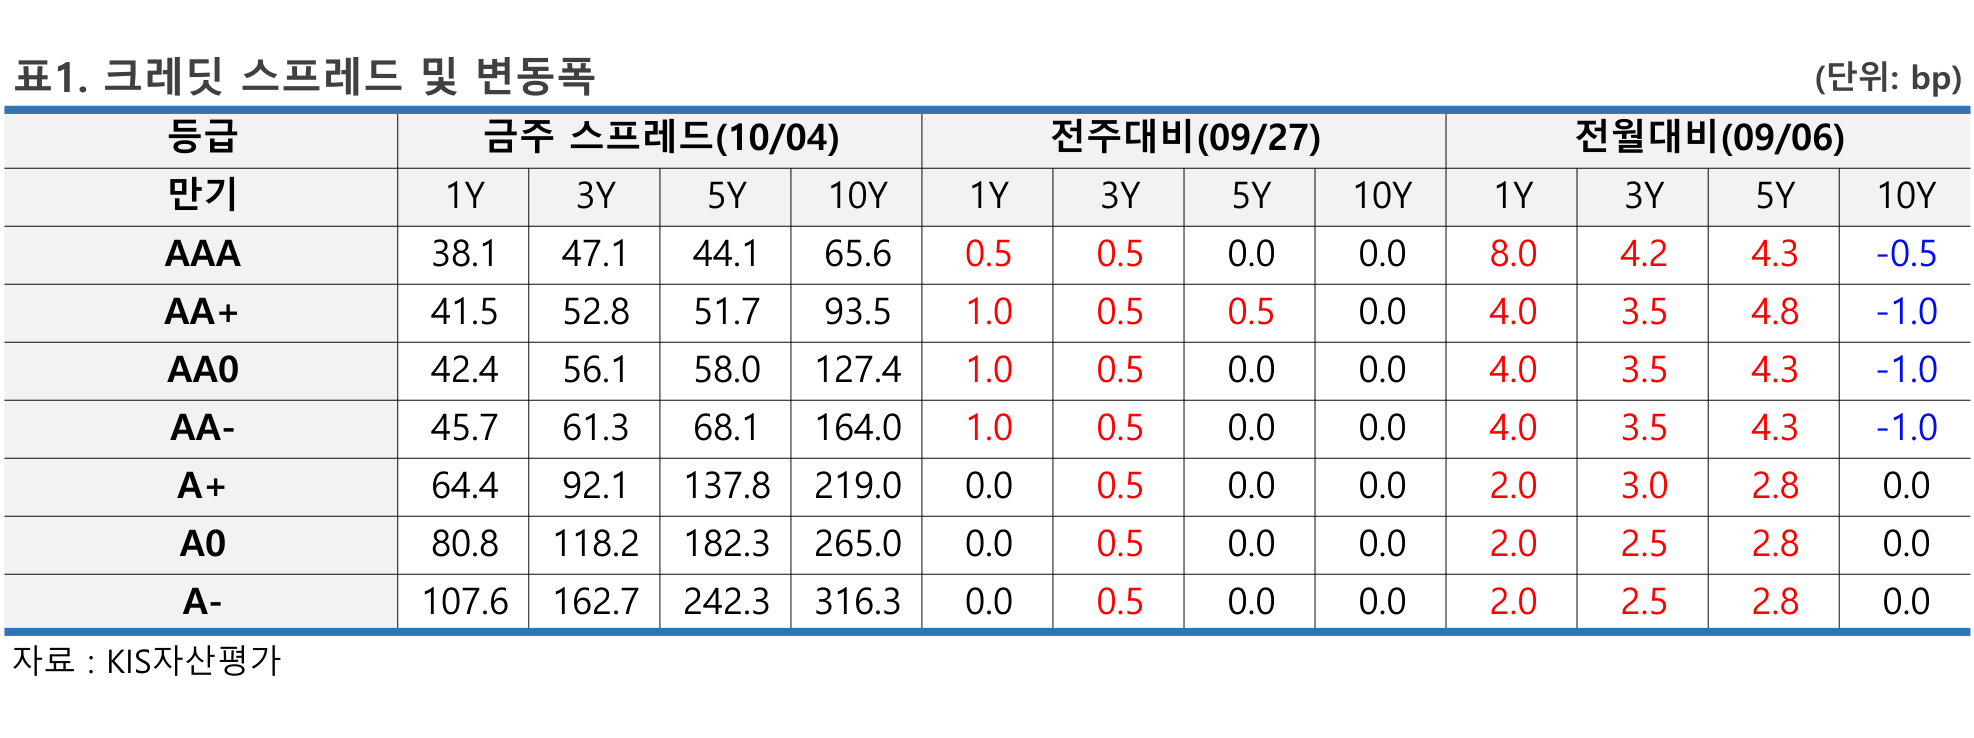 표1. 크레딧 스프레드 및 변동폭 (단위: bp)
등급 금주 스프레드(10/04) 전주대비(09/27) 전월대비(09/06)
만기 1Y 3Y 5Y 10Y 1Y 3Y 5Y 10Y 1Y 3Y 5Y 10Y
AAA 38.1 47.1 44.1 65.6 0.5 0.5 0.0 0.0 8.0 4.2 4.3 -0.5
AA+ 41.5 52.8 51.7 93.5 1.0 0.5 0.5 0.0 4.0 3.5 4.8 -1.0
AA0 42.4 56.1 58.0 127.4 1.0 0.5 0.0 0.0 4.0 3.5 4.3 -1.0
AA- 45.7 61.3 68.1 164.0 1.0 0.5 0.0 0.0 4.0 3.5 4.3 -1.0
A+ 64.4 92.1 137.8 219.0 0.0 0.5 0.0 0.0 2.0 3.0 2.8 0.0
A0 80.8 118.2 182.3 265.0 0.0 0.5 0.0 0.0 2.0 2.5 2.8 0.0
A- 107.6 162.7 242.3 316.3 0.0 0.5 0.0 0.0 2.0 2.5 2.8 0.0
자료 : KIS자산평가